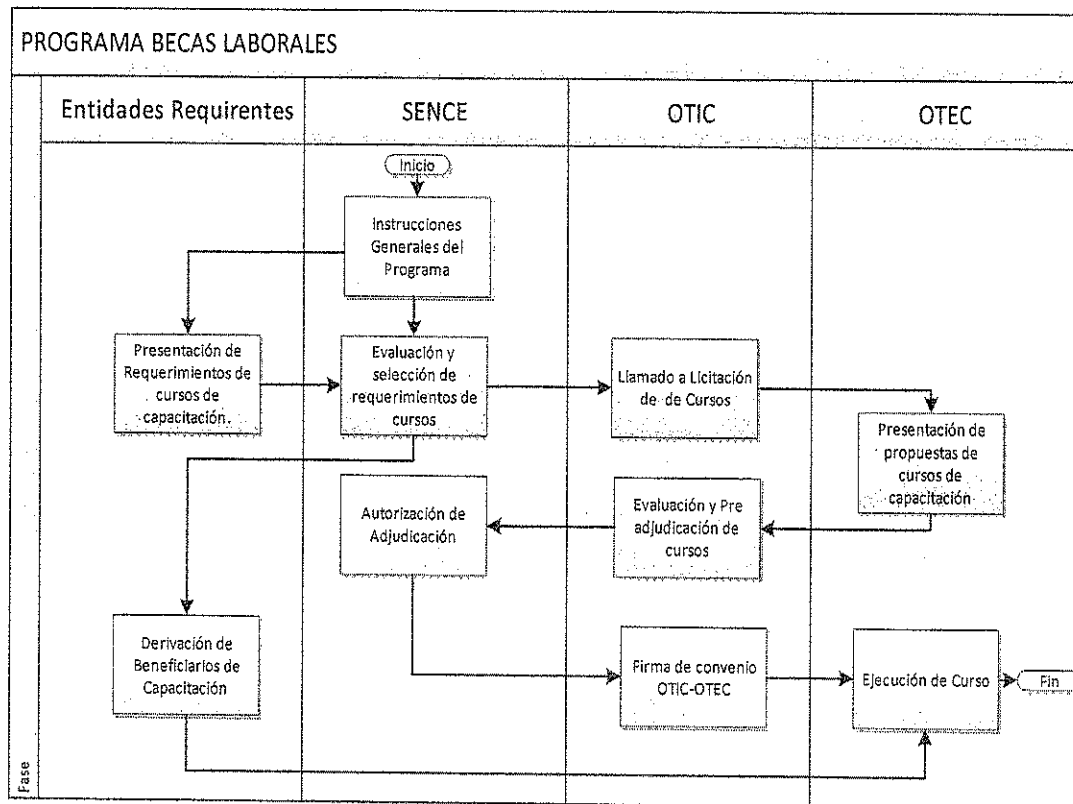 PROGRAMA BECAS LABORALES
Entidades Requirentes
SENCE
OTIC
OTEC
Inicio
Instrucciones
Generales del
Programa
Presentación de
Requerimientos de
cursos de
capacitación.
Evaluación y
selección de
requerimientos de
cursos
Llamado a Licitación
de de Cursos
Presentación de
propuestas de
cursos de
capacitación
Autorización de
Adjudicación
Evaluación y Pre
adjudicación de
cursos
Derivación de
Beneficiarios de
Capacitación
Firma de convenio
OTIC-OTEC
Ejecución de Curso
Fin
Fase